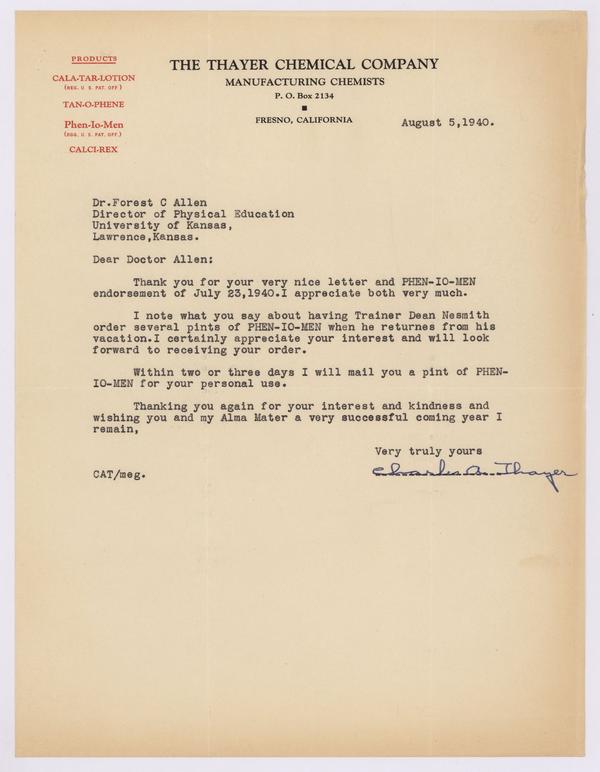 PRODUCTS
CALA-TAR-LOTION
(REG. U. S. PAT. OFF)
TAN-O-PHENE
Phen-Io-Men
(REG. U. S. PAT. OFF.)
CALCI-REX
THE THAYER CHEMICAL COMPANY
MANUFACTURING CHEMISTS
P. O. Box 2134
FRESNO, CALIFORNIA
August 5,1940.
Dr.Forest C Allen
Director of Physical Education
University of Kansas,
Lawrence,Kansas.
Dear Doctor Allen:
Thank you for your very nice letter and PHEN-IO-MEN
endorsement of July 23,1940.I appreciate both very much.
I note what you say about having Trainer Dean Nesmith
order several pints of PHEN-IO-MEN when he returnes from his
vacation.I certainly appreciate your interest and will look
forward to receiving your order.
Within two or three days I will mail you a pint of PHEN-
IO-MEN for your personal use.
Thanking you again for your interest and kindness and
wishing you and my Alma Mater a very successful coming year I
remain,
Very truly yours
Charles A. Thayer
CAT/meg.